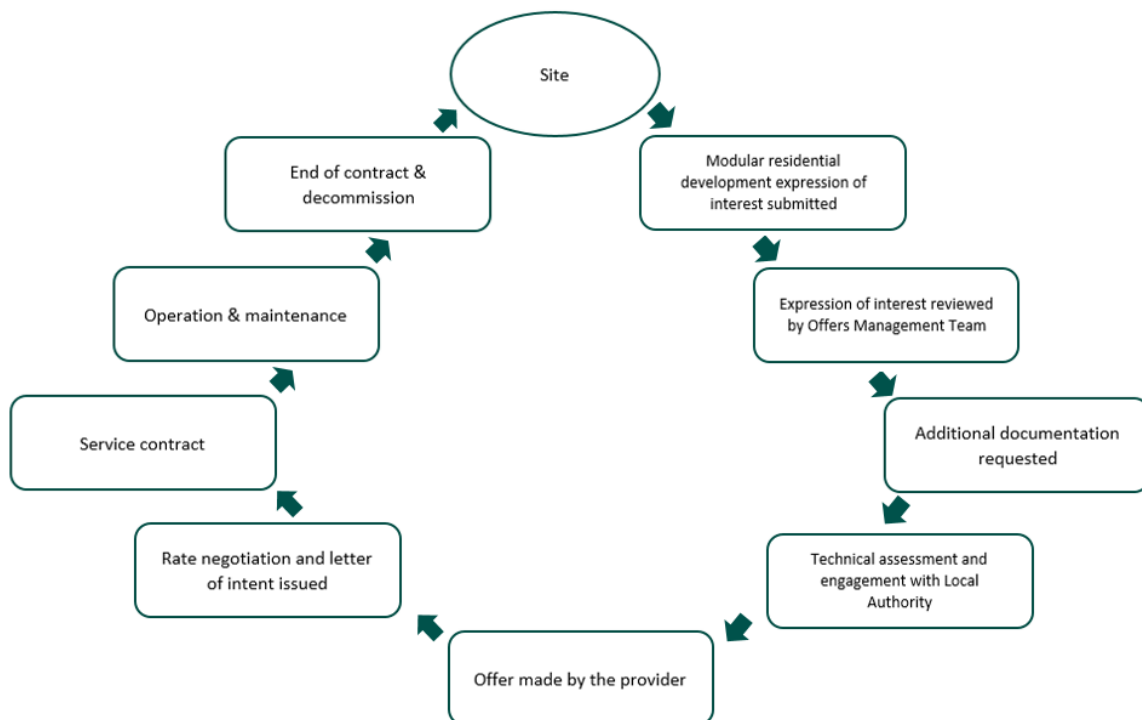 Site
Modular residential
development expression of
interest submitted
Expression of interest reviewed
by Offers Management Team
Additional documentation
requested
Technical assessment and
engagement with Local
Authority
Offer made by the provider
Rate negotiation and letter
of intent issued
Service contract
Operation & maintenance
End of contract &
decommission